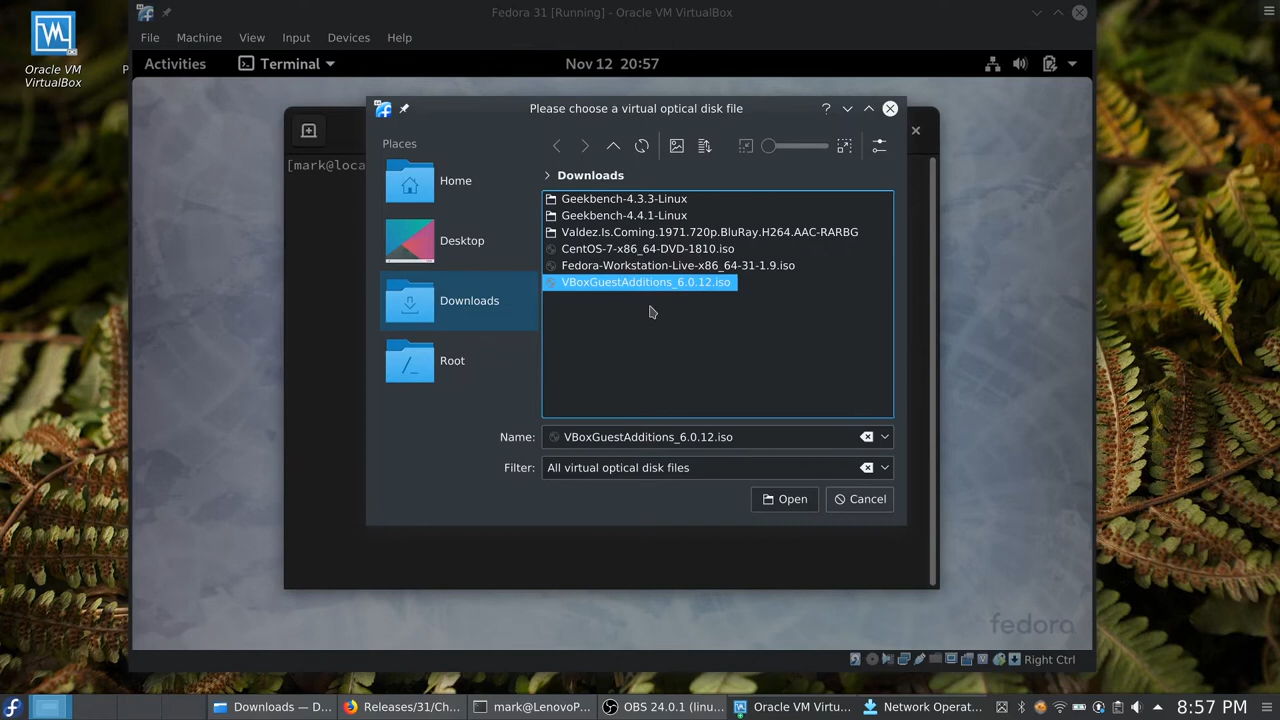 Fedora 31 [Running] - Oracle VM VirtualBox
File Machine View Input Devices Help
Activities Terminal Nov 12 20:57
Oracle VM
VirtualBox
P
Please choose a virtual optical disk file
Places
Home
Desktop
Downloads
Root
[mark@loca
Downloads
Geekbench-4.3.3-Linux
Geekbench-4.4.1-Linux
Valdez.Is.Coming.1971.720p.BluRay.H264.AAC-RARBG
CentOS-7-x86_64-DVD-1810.iso
Fedora-Workstation-Live-x86_64-31-1.9.iso
VBoxGuestAdditions_6.0.12.iso
Name: VBoxGuestAdditions_6.0.12.iso
Filter: All virtual optical disk files
Open Cancel
fedora
Right Ctrl
Downloads — D... Releases/31/Ch... mark@LenovoP... OBS 24.0.1 (linu... Oracle VM Virtu... Network Operat... 8:57 PM